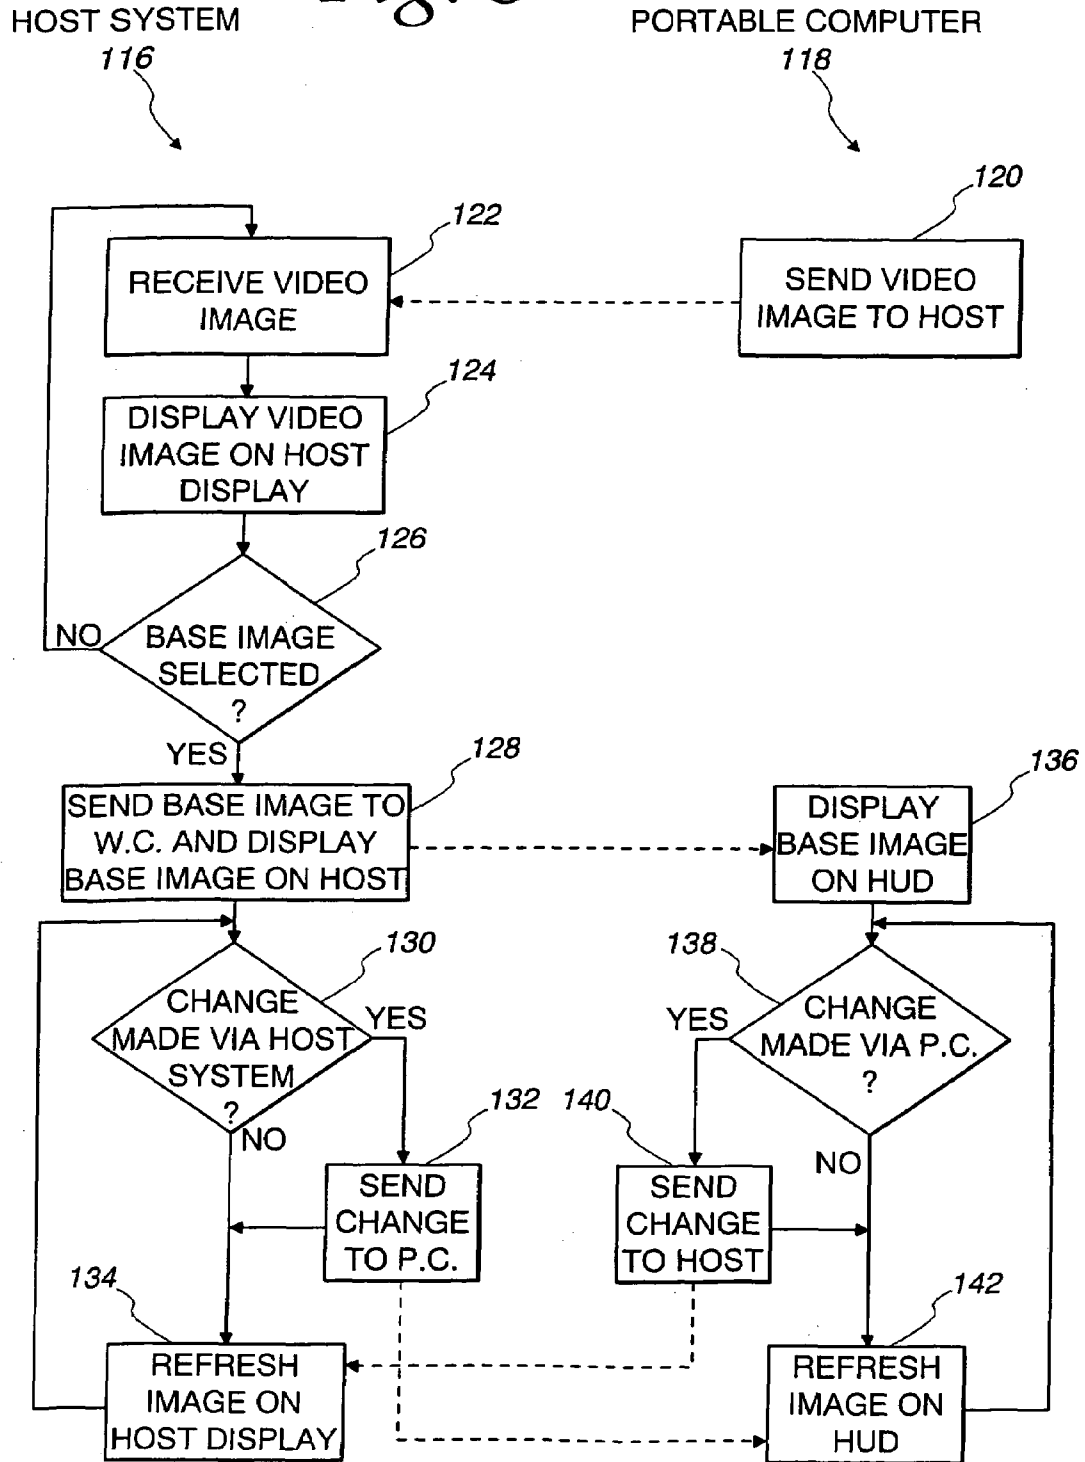 HOST SYSTEM
116
PORTABLE COMPUTER
118
120
122
RECEIVE VIDEO
IMAGE
SEND VIDEO
IMAGE TO HOST
124
DISPLAY VIDEO
IMAGE ON HOST
DISPLAY
126
BASE IMAGE
SELECTED
?
NO
YES
128
SEND BASE IMAGE TO
W.C. AND DISPLAY
BASE IMAGE ON HOST
136
DISPLAY
BASE IMAGE
ON HUD
130
CHANGE
MADE VIA HOST
SYSTEM
?
YES
NO
138
CHANGE
MADE VIA P.C.
?
YES
NO
132
SEND
CHANGE
TO P.C.
140
SEND
CHANGE
TO HOST
134
REFRESH
IMAGE ON
HOST DISPLAY
142
REFRESH
IMAGE ON
HUD